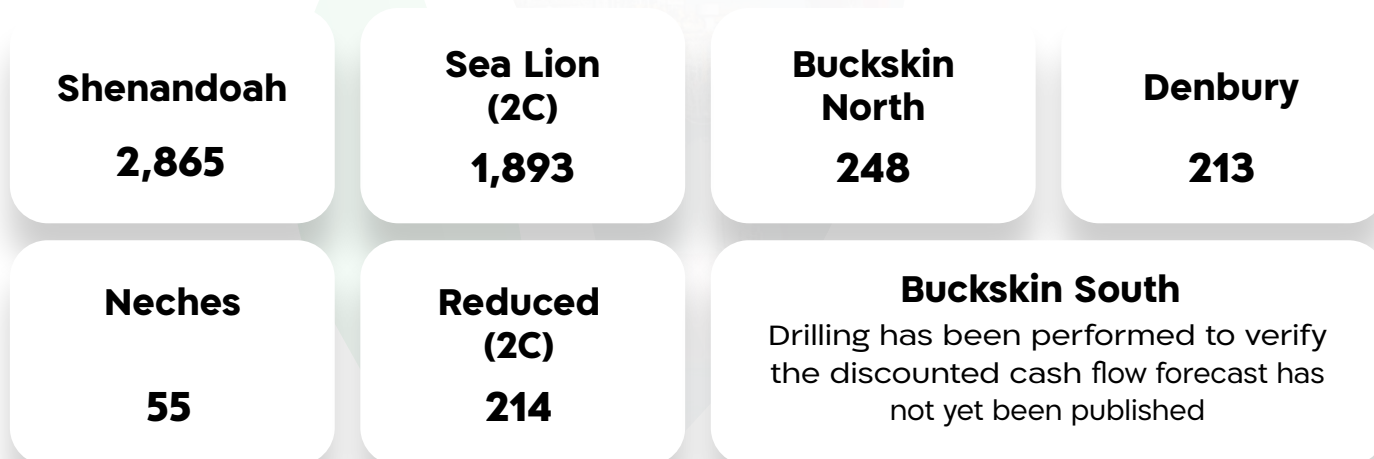 Shenandoah
2,865
Sea Lion
(2C)
1,893
Buckskin
North
248
Denbury
213
Neches
55
Reduced
(2C)
214
Buckskin South
Drilling has been performed to verify
the discounted cash flow forecast has
not yet been published